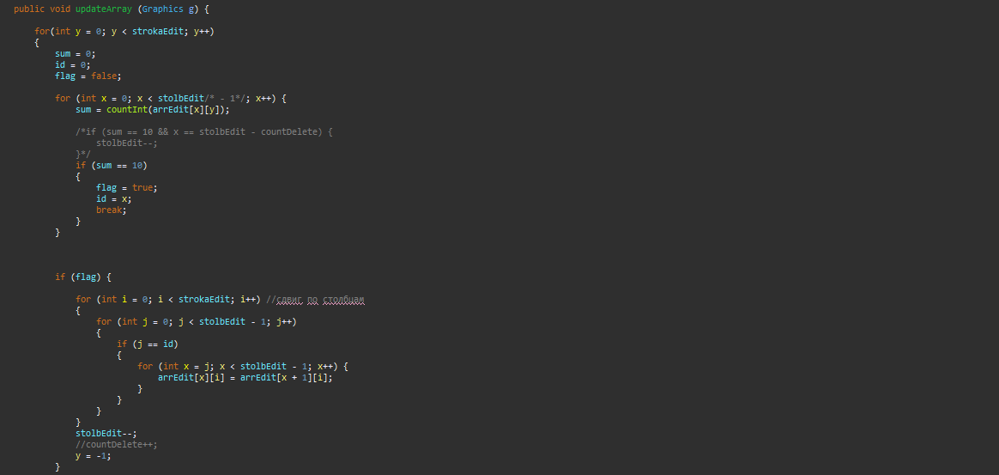 public void updateArray (Graphics g) {
for(int y = 0; y < strokaEdit; y++)
{
sum = 0;
id = 0;
flag = false;
for (int x = 0; x < stolbEdit/* - 1*/; x++) {
sum = countInt(arrEdit[x][y]);
/*if (sum == 10 && x == stolbEdit - countDelete) {
stolbEdit--;
}*/
if (sum == 10)
{
flag = true;
id = x;
break;
}
}
if (flag) {
for (int i = 0; i < strokaEdit; i++) //сдвиг по столбцам
{
for (int j = 0; j < stolbEdit - 1; j++)
{
if (j == id)
{
for (int x = j; x < stolbEdit - 1; x++) {
arrEdit[x][i] = arrEdit[x + 1][i];
}
}
}
}
stolbEdit--;
//countDelete++;
y = -1;
}